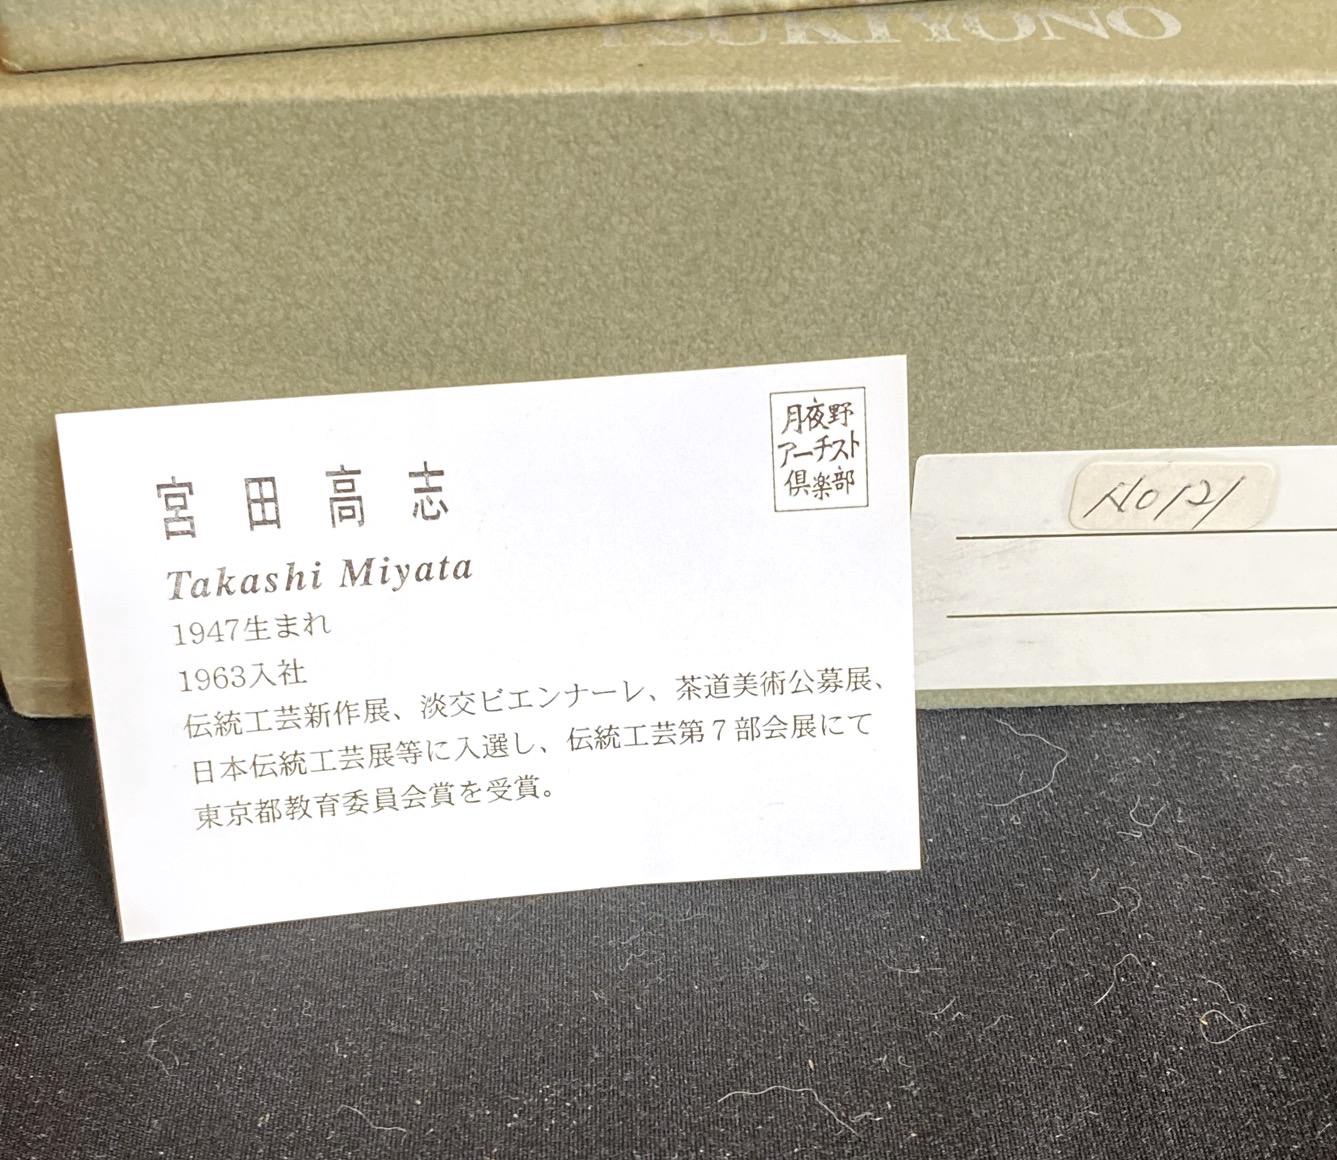 TSUKIYONO
月夜野
アーチスト
倶楽部
宮田高志
Takashi Miyata
1947生まれ
1963入社
伝統工芸新作展、淡交ビエンナーレ、茶道美術公募展、
日本伝統工芸展等に入選し、伝統工芸第7部会展にて
東京都教育委員会賞を受賞。